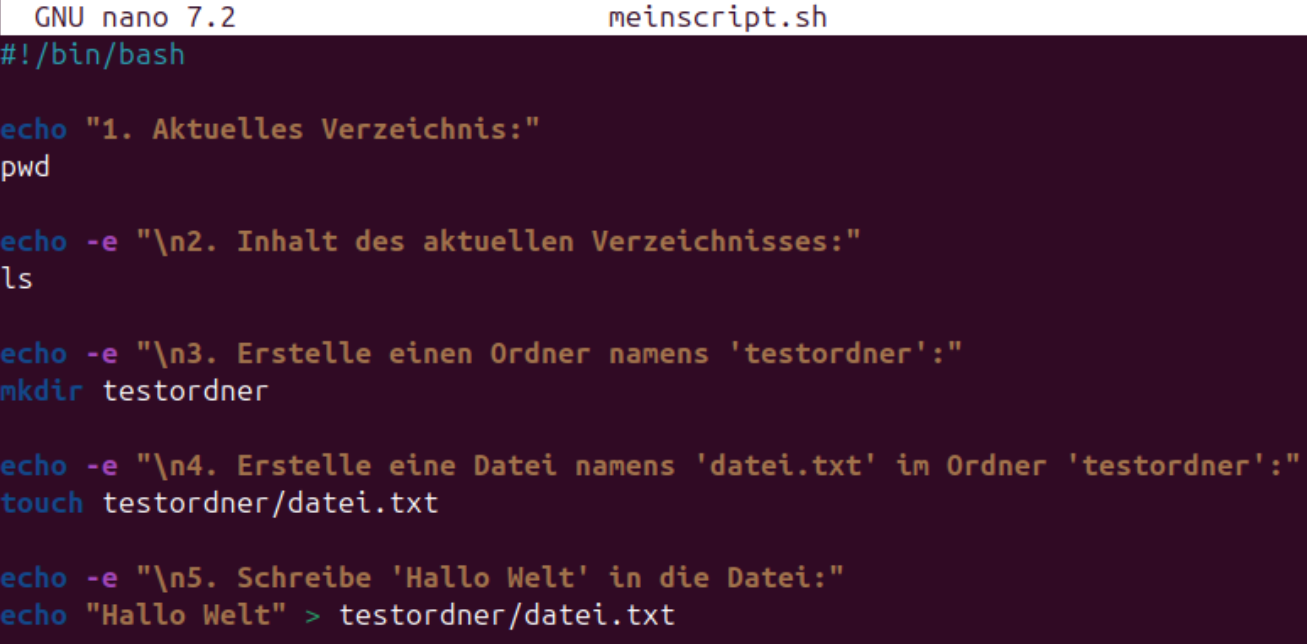 GNU nano 7.2 meinscript.sh
#!/bin/bash
echo "1. Aktuelles Verzeichnis:"
pwd
echo -e "\n2. Inhalt des aktuellen Verzeichnisses:"
ls
echo -e "\n3. Erstelle einen Ordner namens 'testordner':"
mkdir testordner
echo -e "\n4. Erstelle eine Datei namens 'datei.txt' im Ordner 'testordner':"
touch testordner/datei.txt
echo -e "\n5. Schreibe 'Hallo Welt' in die Datei:"
echo "Hallo Welt" > testordner/datei.txt